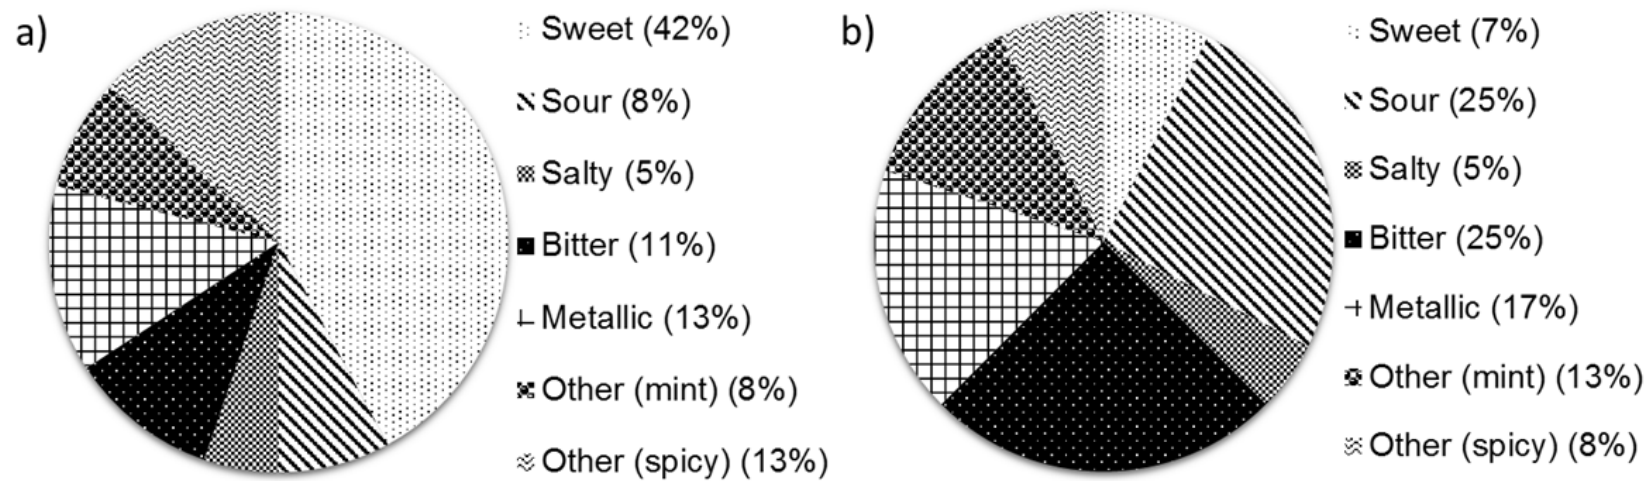 a)
Sweet (42%)
Sour (8%)
Salty (5%)
Bitter (11%)
Metallic (13%)
Other (mint) (8%)
Other (spicy) (13%)
b)
Sweet (7%)
Sour (25%)
Salty (5%)
Bitter (25%)
Metallic (17%)
Other (mint) (13%)
Other (spicy) (8%)